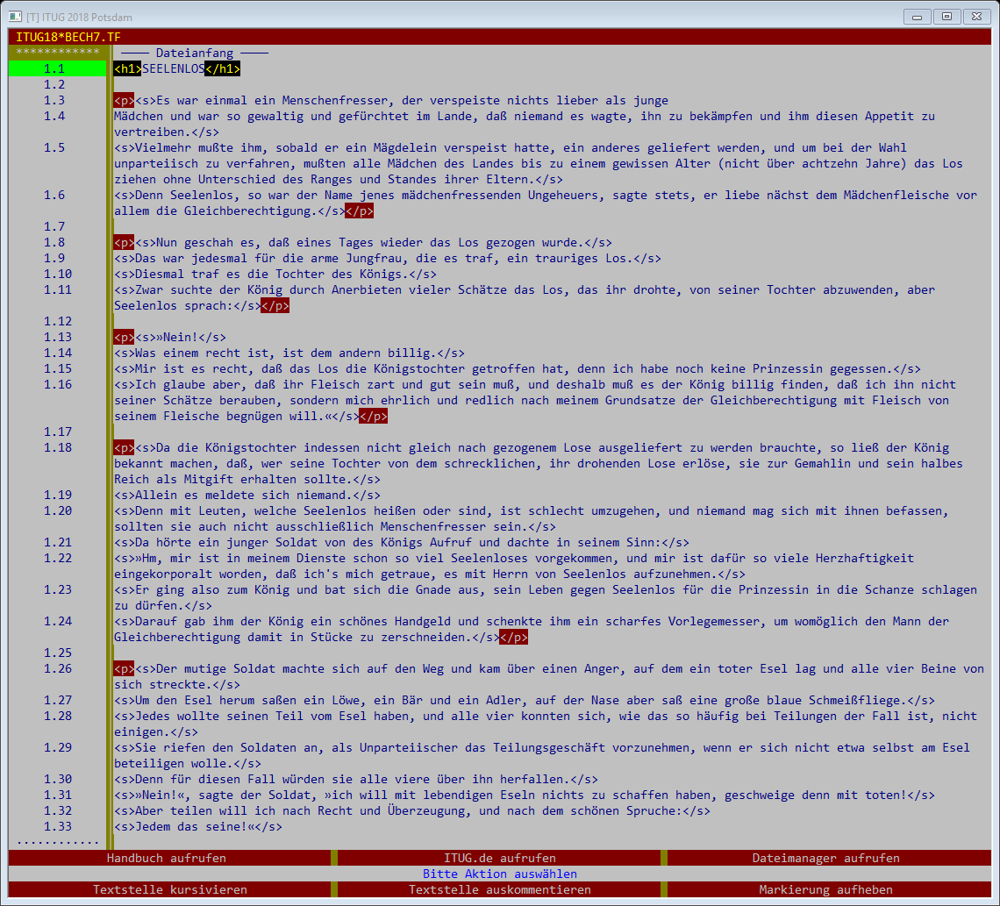 [T] ITUG 2018 Potsdam
ITUG18*BECH7.TF
************ ──── Dateianfang ────
1.1 <h1>SEELENLOS</h1>
1.2
1.3 <p><s>Es war einmal ein Menschenfresser, der verspeiste nichts lieber als junge
1.4 Mädchen und war so gewaltig und gefürchtet im Lande, daß niemand es wagte, ihn zu bekämpfen und ihm diesen Appetit zu
vertreiben.</s>
1.5 <s>Vielmehr mußte ihm, sobald er ein Mägdelein verspeist hatte, ein anderes geliefert werden, und um bei der Wahl
unparteiisch zu verfahren, mußten alle Mädchen des Landes bis zu einem gewissen Alter (nicht über achtzehn Jahre) das Los
ziehen ohne Unterschied des Ranges und Standes ihrer Eltern.</s>
1.6 <s>Denn Seelenlos, so war der Name jenes mädchenfressenden Ungeheuers, sagte stets, er liebe nächst dem Mädchenfleische vor
allem die Gleichberechtigung.</s></p>
1.7
1.8 <p><s>Nun geschah es, daß eines Tages wieder das Los gezogen wurde.</s>
1.9 <s>Das war jedesmal für die arme Jungfrau, die es traf, ein trauriges Los.</s>
1.10 <s>Diesmal traf es die Tochter des Königs.</s>
1.11 <s>Zwar suchte der König durch Anerbieten vieler Schätze das Los, das ihr drohte, von seiner Tochter abzuwenden, aber
Seelenlos sprach:</s></p>
1.12
1.13 <p><s>»Nein!</s>
1.14 <s>Was einem recht ist, ist dem andern billig.</s>
1.15 <s>Mir ist es recht, daß das Los die Königstochter getroffen hat, denn ich habe noch keine Prinzessin gegessen.</s>
1.16 <s>Ich glaube aber, daß ihr Fleisch zart und gut sein muß, und deshalb muß es der König billig finden, daß ich ihn nicht
seiner Schätze berauben, sondern mich ehrlich und redlich nach meinem Grundsatze der Gleichberechtigung mit Fleisch von
seinem Fleische begnügen will.«</s></p>
1.17
1.18 <p><s>Da die Königstochter indessen nicht gleich nach gezogenem Lose ausgeliefert zu werden brauchte, so ließ der König
bekannt machen, daß, wer seine Tochter von dem schrecklichen, ihr drohenden Lose erlöse, sie zur Gemahlin und sein halbes
Reich als Mitgift erhalten sollte.</s>
1.19 <s>Allein es meldete sich niemand.</s>
1.20 <s>Denn mit Leuten, welche Seelenlos heißen oder sind, ist schlecht umzugehen, und niemand mag sich mit ihnen befassen,
sollten sie auch nicht ausschließlich Menschenfresser sein.</s>
1.21 <s>Da hörte ein junger Soldat von des Königs Aufruf und dachte in seinem Sinn:</s>
1.22 <s>»Hm, mir ist in meinem Dienste schon so viel Seelenloses vorgekommen, und mir ist dafür so viele Herzhaftigkeit
eingekorporalt worden, daß ich's mich getraue, es mit Herrn von Seelenlos aufzunehmen.</s>
1.23 <s>Er ging also zum König und bat sich die Gnade aus, sein Leben gegen Seelenlos für die Prinzessin in die Schanze schlagen
zu dürfen.</s>
1.24 <s>Darauf gab ihm der König ein schönes Handgeld und schenkte ihm ein scharfes Vorlegemesser, um womöglich den Mann der
Gleichberechtigung damit in Stücke zu zerschneiden.</s></p>
1.25
1.26 <p><s>Der mutige Soldat machte sich auf den Weg und kam über einen Anger, auf dem ein toter Esel lag und alle vier Beine von
sich streckte.</s>
1.27 <s>Um den Esel herum saßen ein Löwe, ein Bär und ein Adler, auf der Nase aber saß eine große blaue Schmeißfliege.</s>
1.28 <s>Jedes wollte seinen Teil vom Esel haben, und alle vier konnten sich, wie das so häufig bei Teilungen der Fall ist, nicht
einigen.</s>
1.29 <s>Sie riefen den Soldaten an, als Unparteiischer das Teilungsgeschäft vorzunehmen, wenn er sich nicht etwa selbst am Esel
beteiligen wolle.</s>
1.30 <s>Denn für diesen Fall würden sie alle viere über ihn herfallen.</s>
1.31 <s>»Nein!«, sagte der Soldat, »ich will mit lebendigen Eseln nichts zu schaffen haben, geschweige denn mit toten!</s>
1.32 <s>Aber teilen will ich nach Recht und Überzeugung, und nach dem schönen Spruche:</s>
1.33 <s>Jedem das seine!«</s>
............
Handbuch aufrufen ITUG.de aufrufen Dateimanager aufrufen
Bitte Aktion auswählen
Textstelle kursivieren Textstelle auskommentieren Markierung aufheben